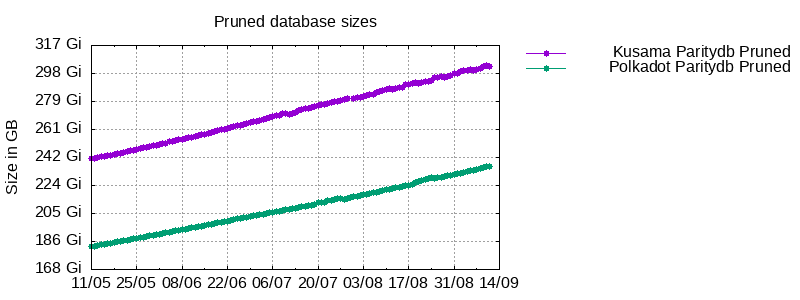 Pruned database sizes
Kusama Paritydb Pruned
Polkadot Paritydb Pruned
Size in GB
317 Gi
298 Gi
279 Gi
261 Gi
242 Gi
224 Gi
205 Gi
186 Gi
168 Gi
11/05 25/05 08/06 22/06 06/07 20/07 03/08 17/08 31/08 14/09